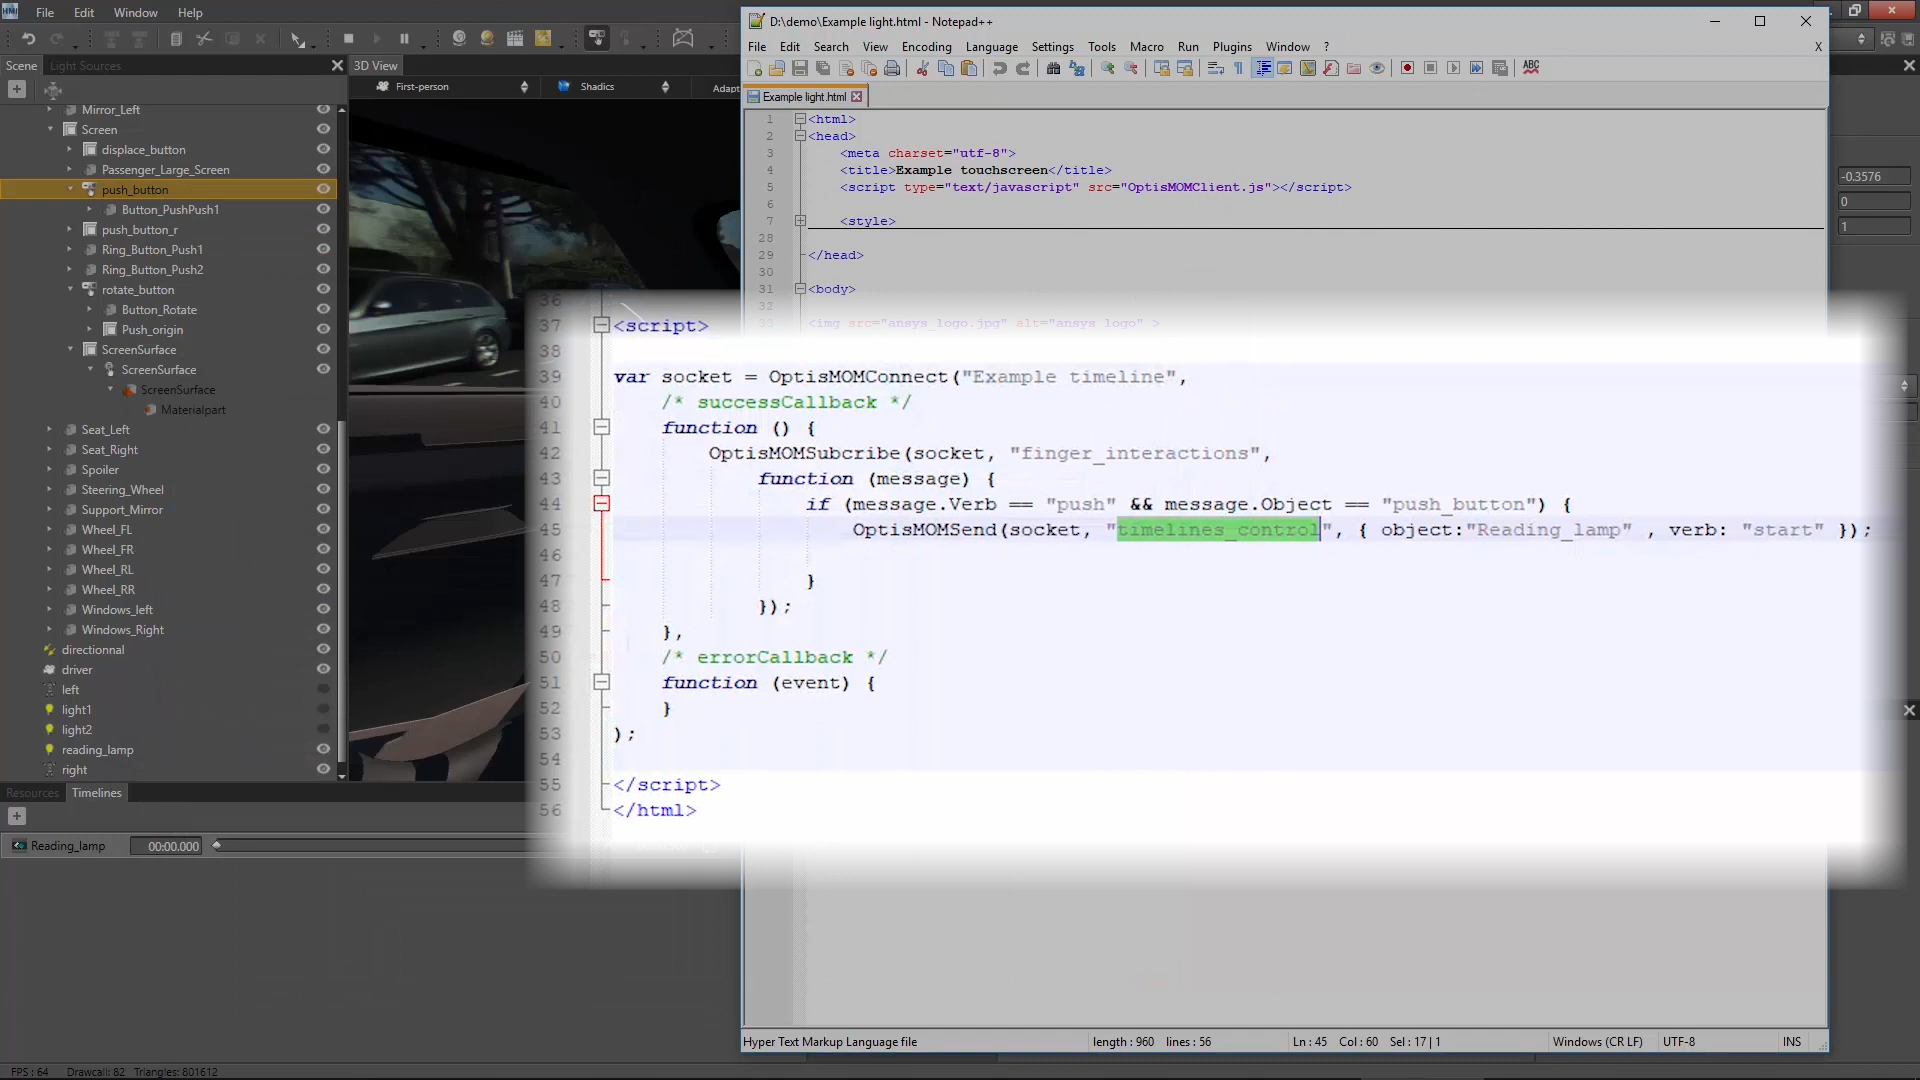 File Edit Window Help
Scene
Light Sources
3D View
First-person
Shadics
Adapt
Mirror_Left
Screen
displace_button
Passenger_Large_Screen
push_button
Button_PushPush1
push_button_r
Ring_Button_Push1
Ring_Button_Push2
rotate_button
Button_Rotate
Push_origin
ScreenSurface
ScreenSurface
ScreenSurface
Materialpart
Seat_Left
Seat_Right
Spoiler
Steering_Wheel
Support_Mirror
Wheel_FL
Wheel_FR
Wheel_RL
Wheel_RR
Windows_left
Windows_Right
directionnal
driver
left
light1
light2
reading_lamp
right
Resources Timelines
Reading_lamp 00:00.000
FPS : 64 Drawcall: 82 Triangles: 801612
D:\demo\Example light.html - Notepad++
File Edit Search View Encoding Language Settings Tools Macro Run Plugins Window ? X
Example light.html
1 <html>
2 <head>
3 <meta charset="utf-8">
4 <title>Example touchscreen</title>
5 <script type="text/javascript" src="OptisMOMClient.js"></script>
6
7 <style>
28
29 </head>
30
31 <body>
32
33 <img src="ansys_logo.jpg" alt="ansys logo" >
36
37 <script>
38
39 var socket = OptisMOMConnect("Example timeline",
40 /* successCallback */
41 function () {
42 OptisMOMSubcribe(socket, "finger_interactions",
43 function (message) {
44 if (message.Verb == "push" && message.Object == "push_button") {
45 OptisMOMSend(socket, "timelines_control", { object:"Reading_lamp" , verb: "start" });
46
47 }
48 });
49 },
50 /* errorCallback */
51 function (event) {
52 }
53 );
54
55 </script>
56 </html>
Hyper Text Markup Language file length : 960 lines : 56 Ln : 45 Col : 60 Sel : 17 | 1 Windows (CR LF) UTF-8 INS
-0.3576
0
1